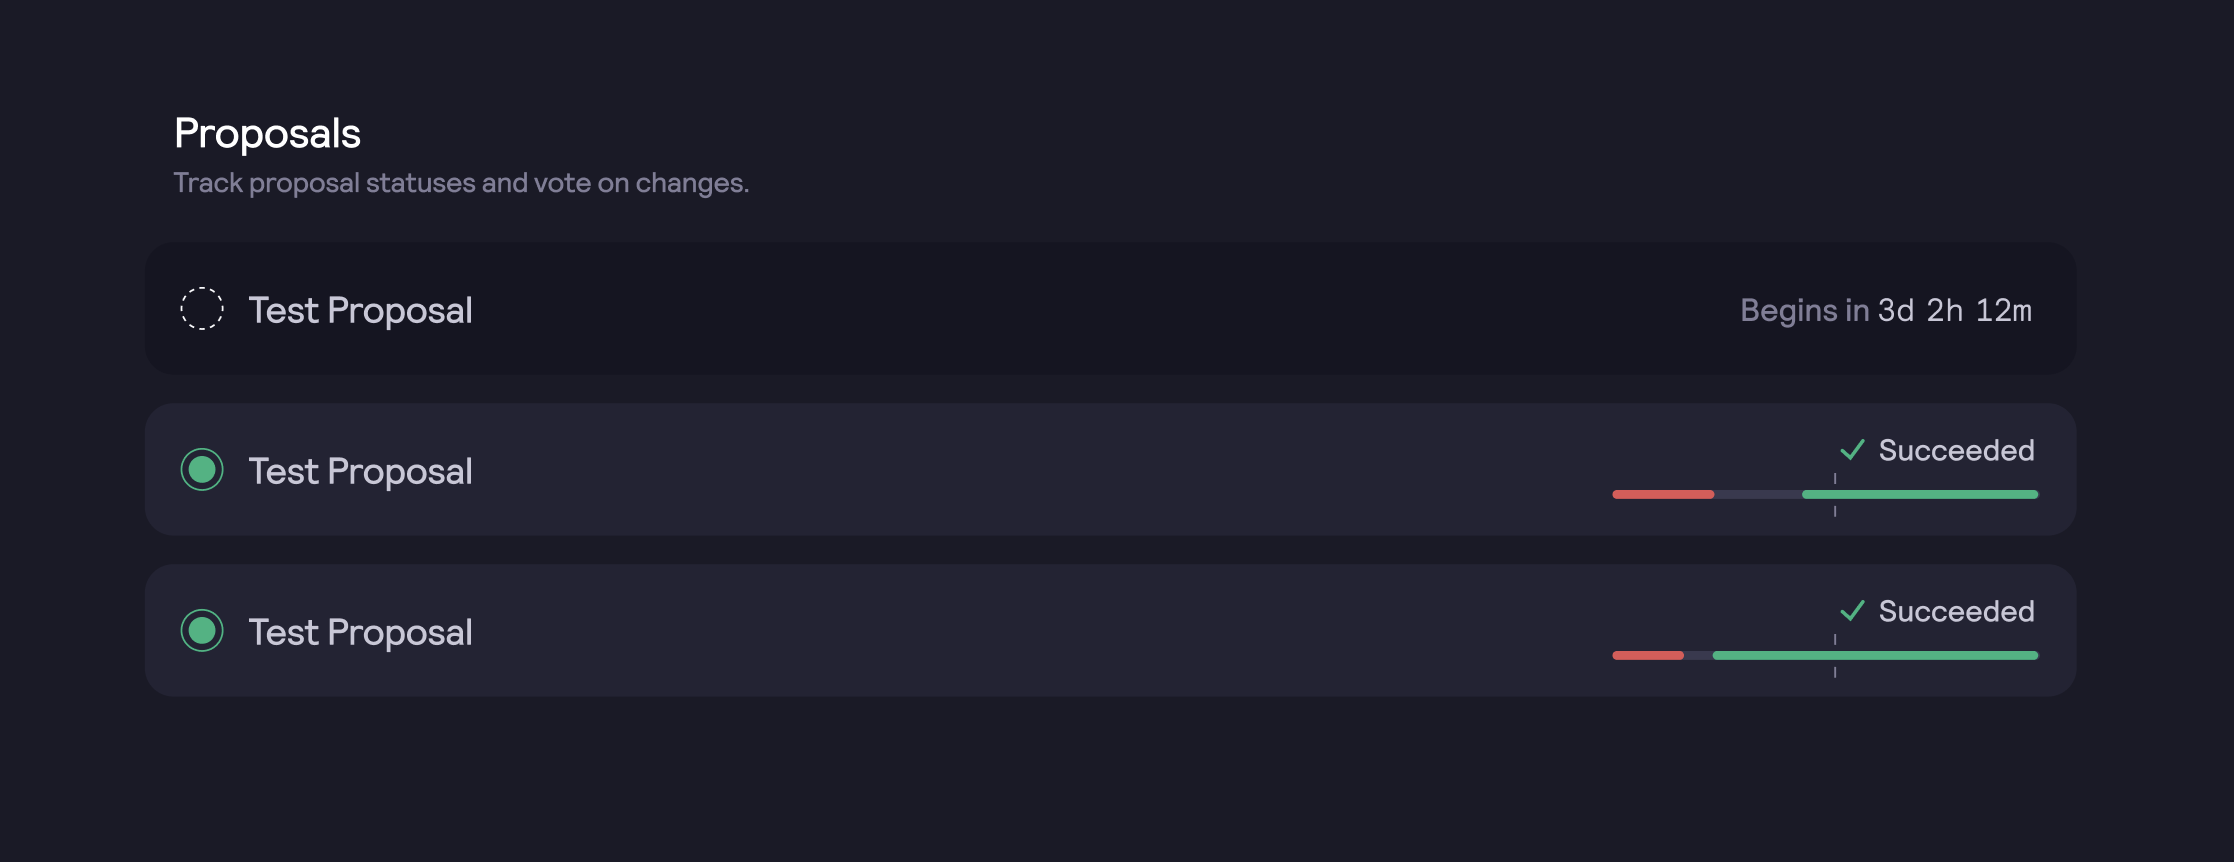 Proposals
Track proposal statuses and vote on changes.
Test Proposal
Begins in 3d 2h 12m
Test Proposal
Succeeded
Test Proposal
Succeeded